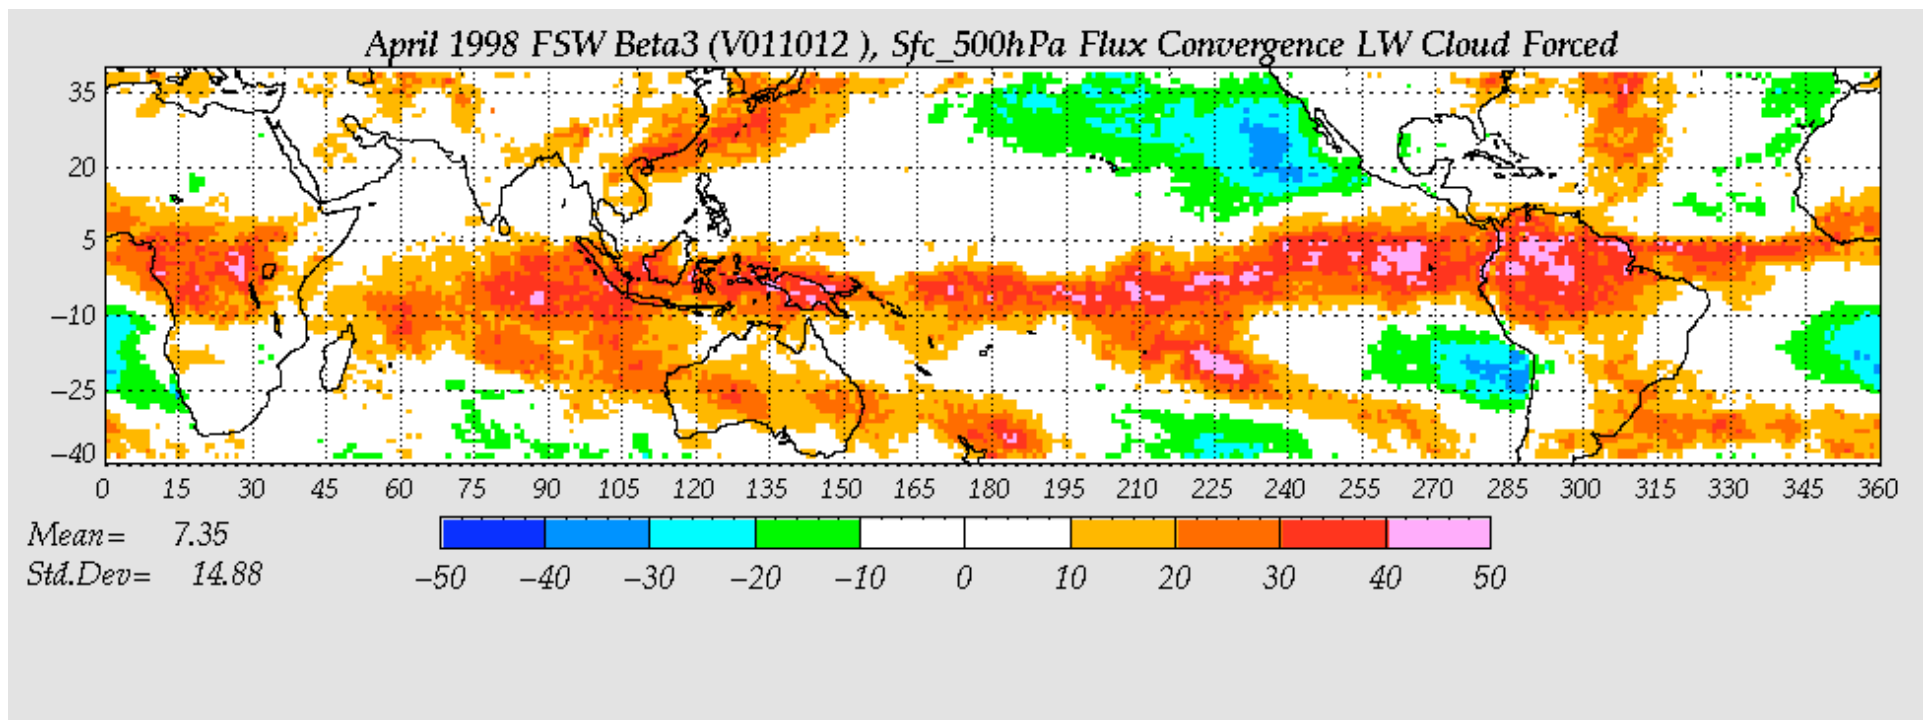 April 1998 FSW Beta3 (V011012 ), Sfc_500hPa Flux Convergence LW Cloud Forced
35
20
5
−10
−25
−40
0 15 30 45 60 75 90 105 120 135 150 165 180 195 210 225 240 255 270 285 300 315 330 345 360
Mean= 7.35
Std.Dev= 14.88
−50 −40 −30 −20 −10 0 10 20 30 40 50